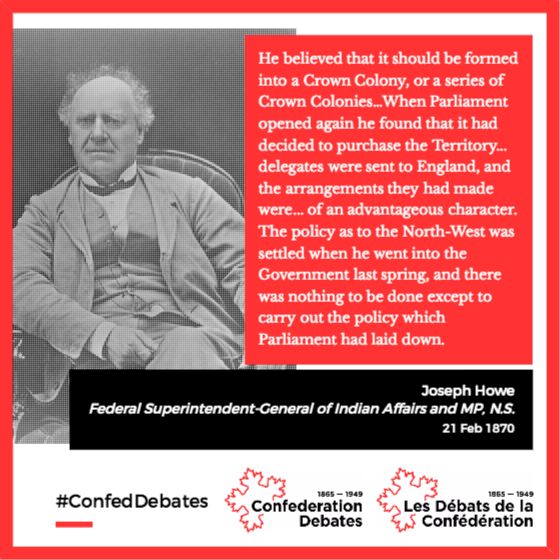 He believed that it should be formed
into a Crown Colony, or a series of
Crown Colonies...When Parliament
opened again he found that it had
decided to purchase the Territory...
delegates were sent to England, and
the arrangements they had made
were... of an advantageous character.
The policy as to the North-West was
settled when he went into the
Government last spring, and there
was nothing to be done except to
carry out the policy which
Parliament had laid down.
Joseph Howe
Federal Superintendent-General of Indian Affairs and MP, N.S.
21 Feb 1870
#ConfedDebates
1865 — 1949
Confederation
Debates
1865 — 1949
Les Débats de la
Confédération